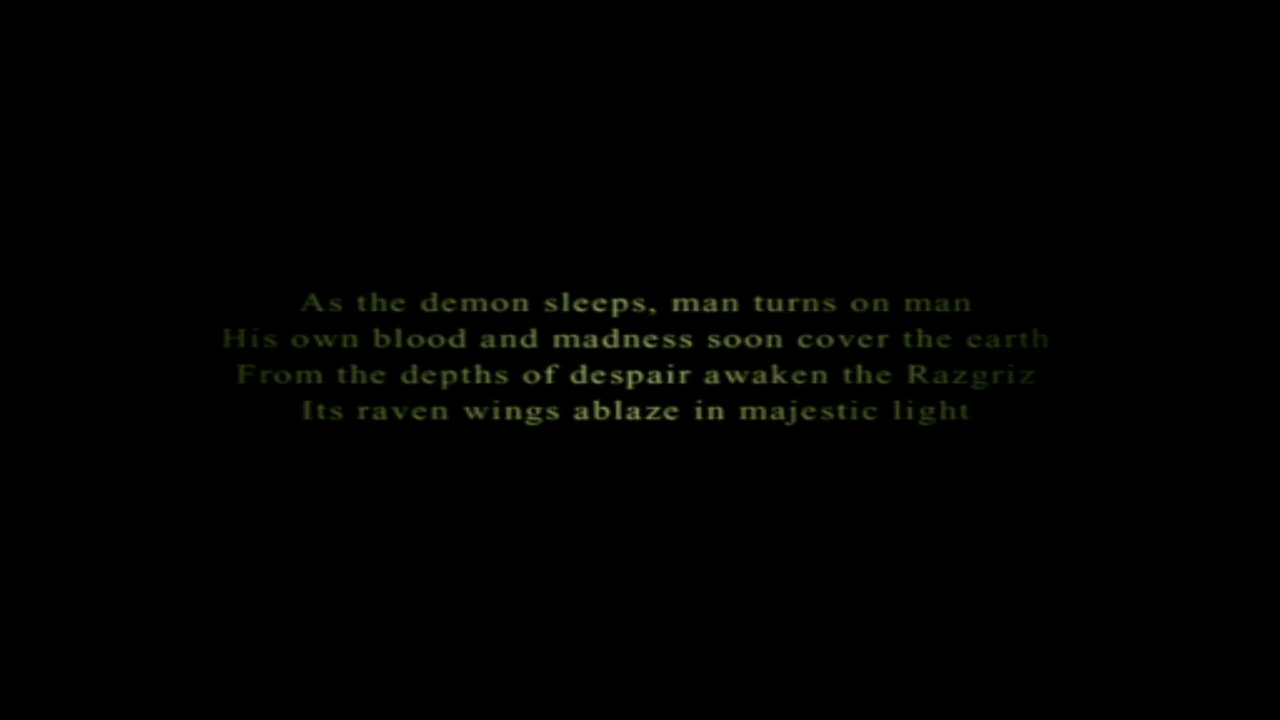 As the demon sleeps, man turns on man
His own blood and madness soon cover the earth
From the depths of despair awaken the Razgriz
Its raven wings ablaze in majestic light